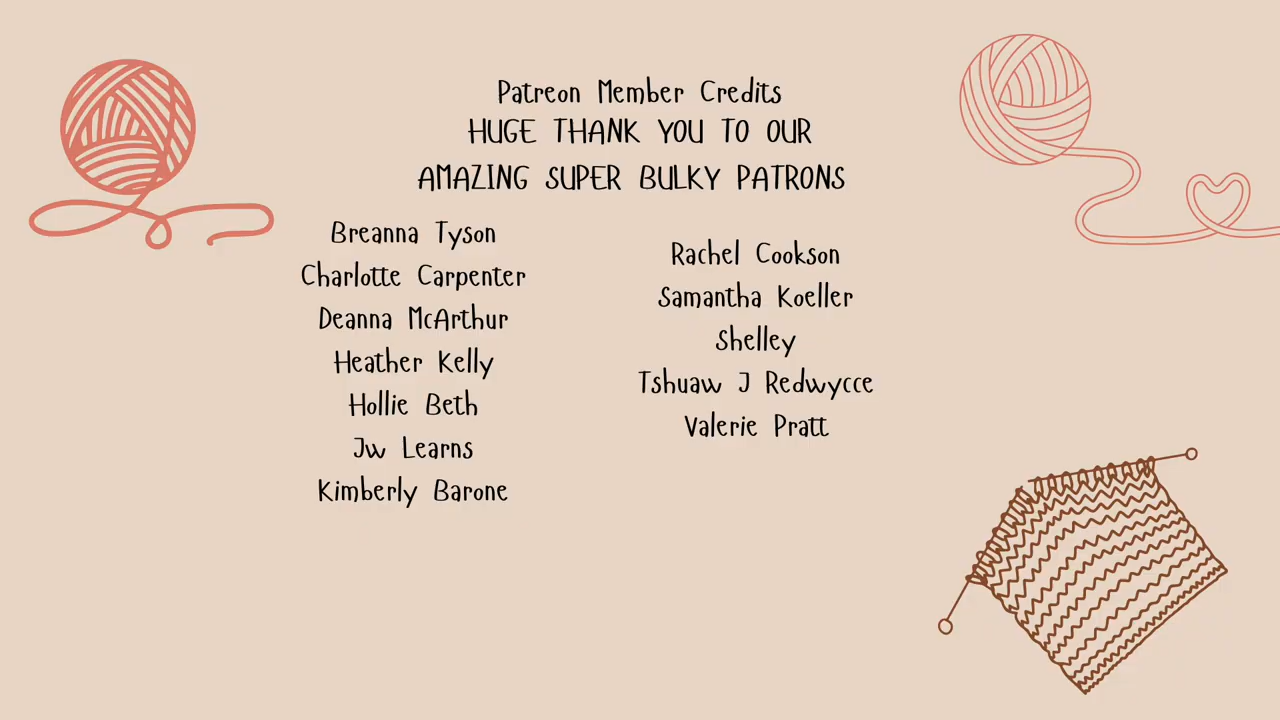 Patreon Member Credits
HUGE THANK YOU TO OUR
AMAZING SUPER BULKY PATRONS
Breanna Tyson
Charlotte Carpenter
Deanna McArthur
Heather Kelly
Hollie Beth
Jw Learns
Kimberly Barone
Rachel Cookson
Samantha Koeller
Shelley
Tshuaw J Redwycce
Valerie Pratt